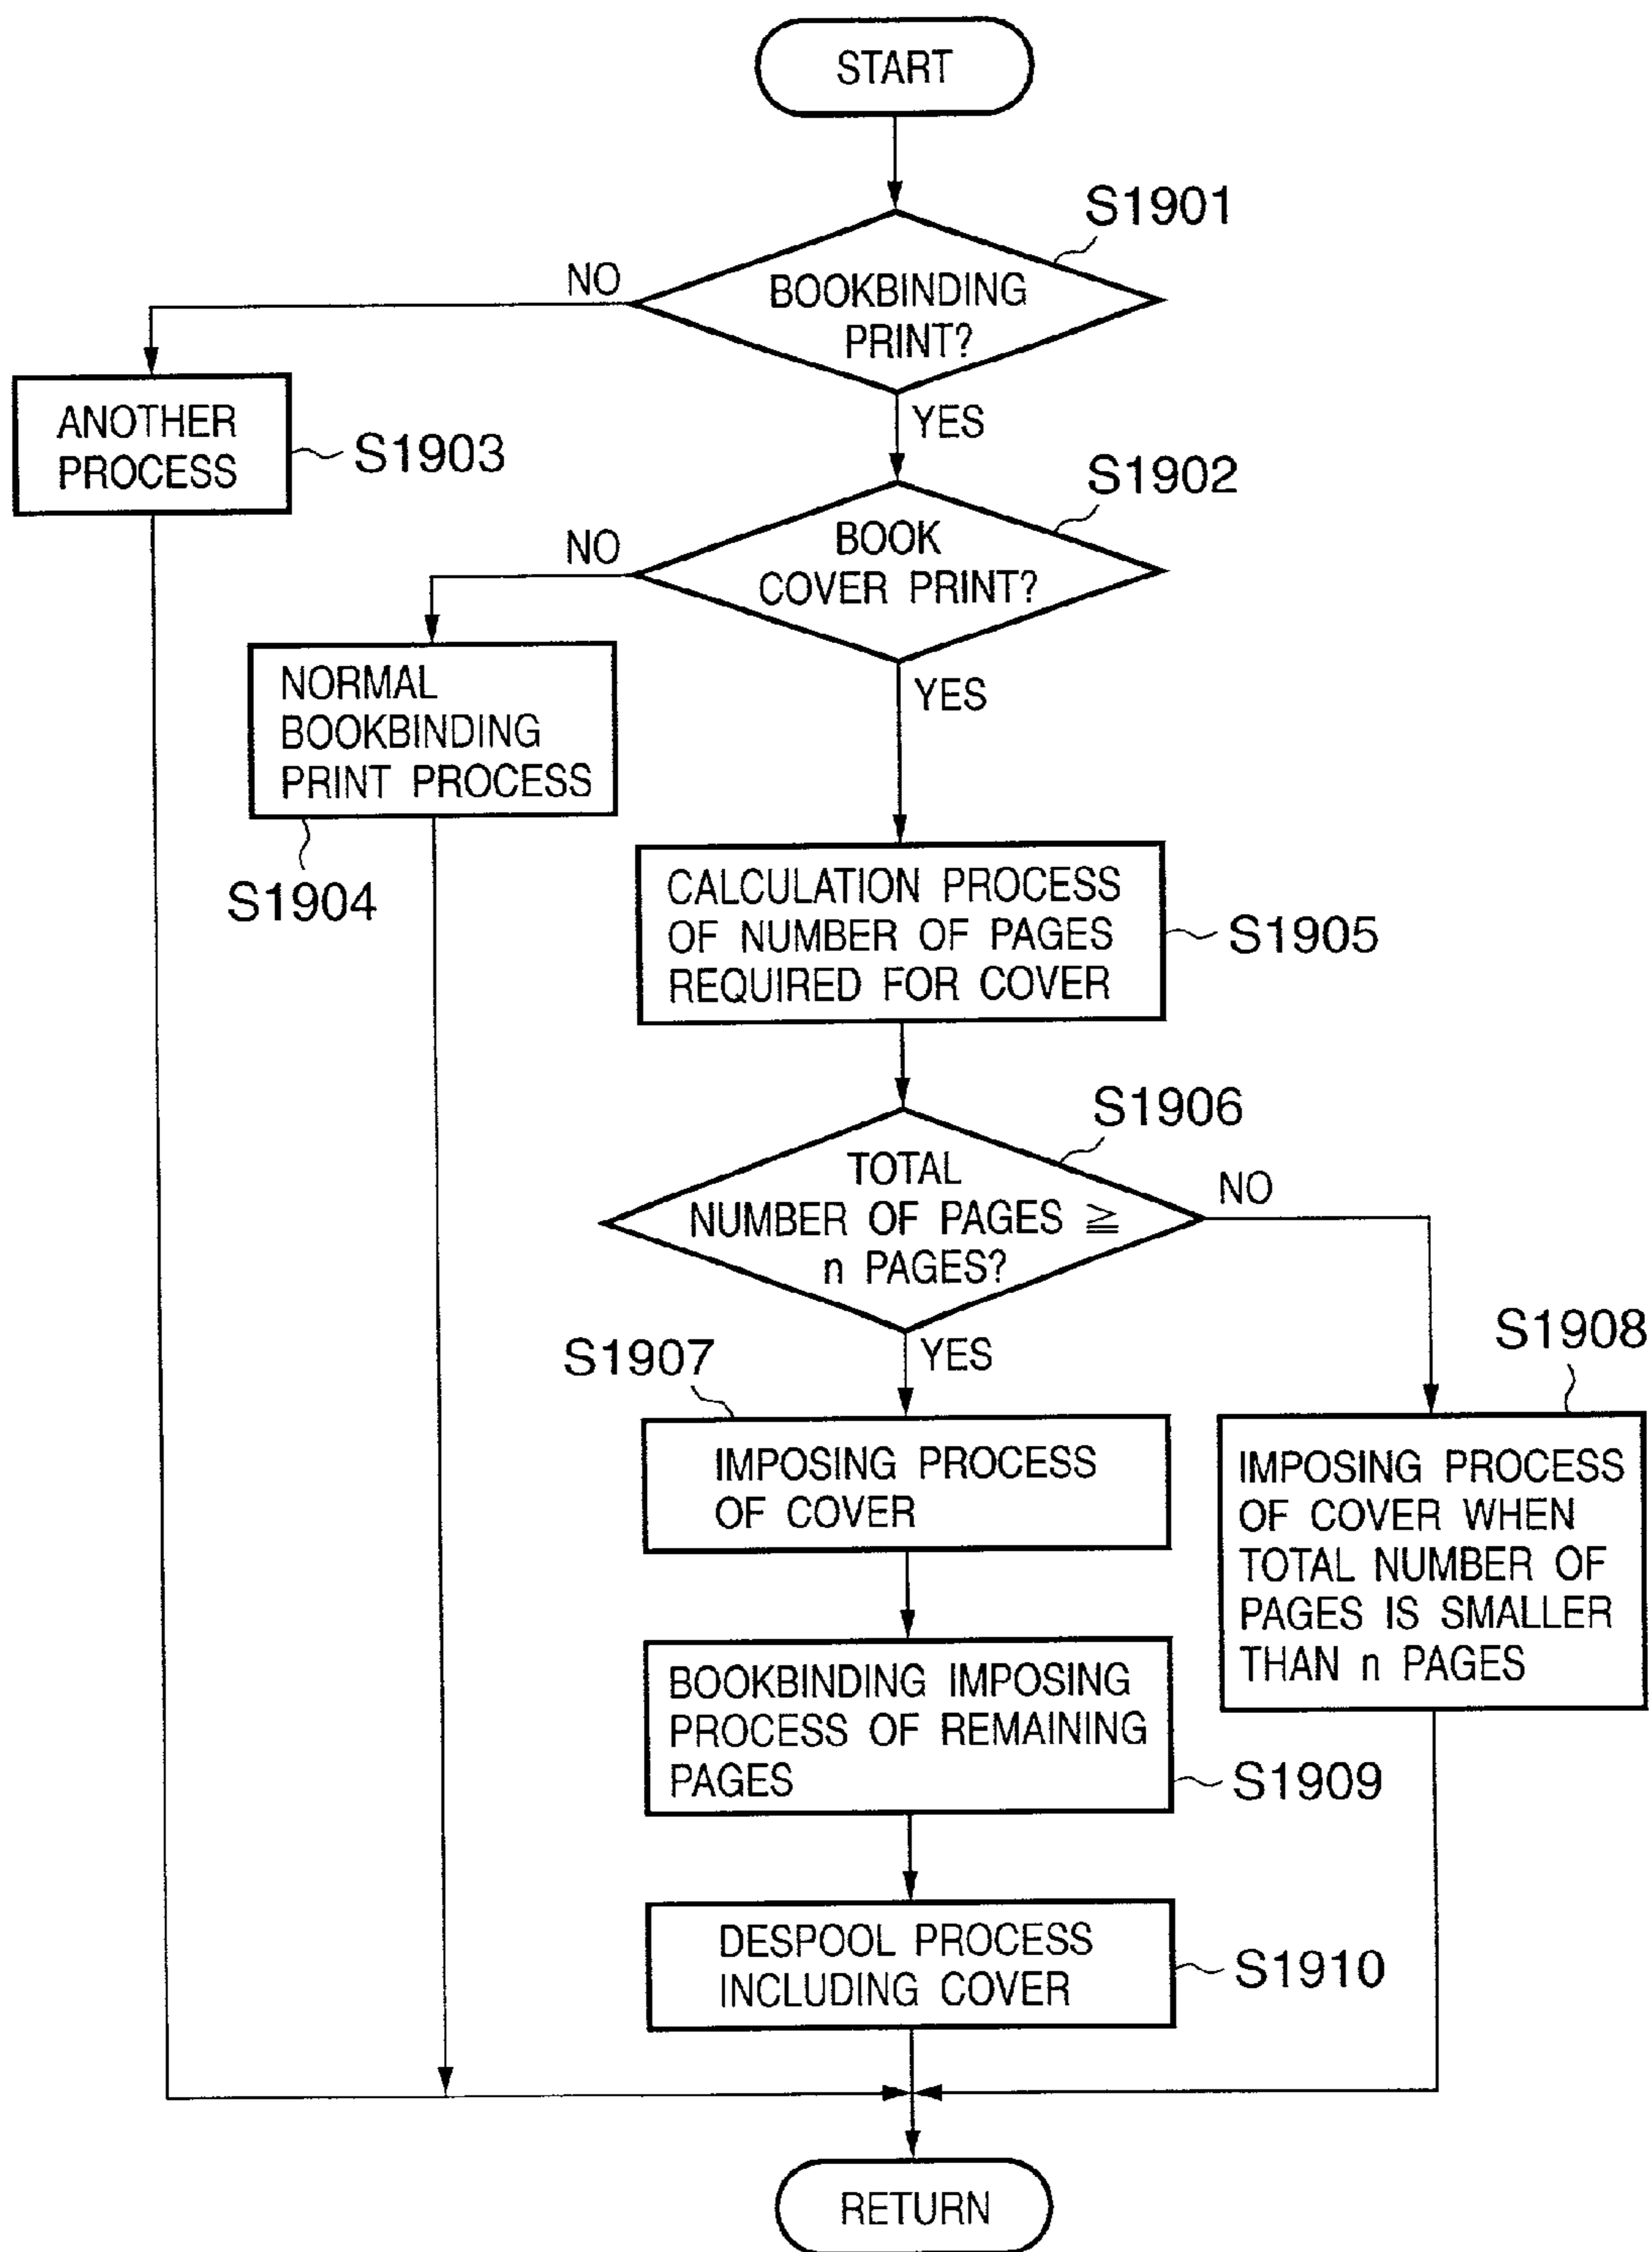 START
S1901
NO
BOOKBINDING
PRINT?
YES
ANOTHER
PROCESS
S1903
S1902
NO
BOOK
COVER PRINT?
YES
NORMAL
BOOKBINDING
PRINT PROCESS
S1904
CALCULATION PROCESS
OF NUMBER OF PAGES
REQUIRED FOR COVER
S1905
S1906
TOTAL
NUMBER OF PAGES ≧
n PAGES?
NO
YES
S1907
S1908
IMPOSING PROCESS
OF COVER
IMPOSING PROCESS
OF COVER WHEN
TOTAL NUMBER OF
PAGES IS SMALLER
THAN n PAGES
BOOKBINDING IMPOSING
PROCESS OF REMAINING
PAGES
S1909
DESPOOL PROCESS
INCLUDING COVER
S1910
RETURN